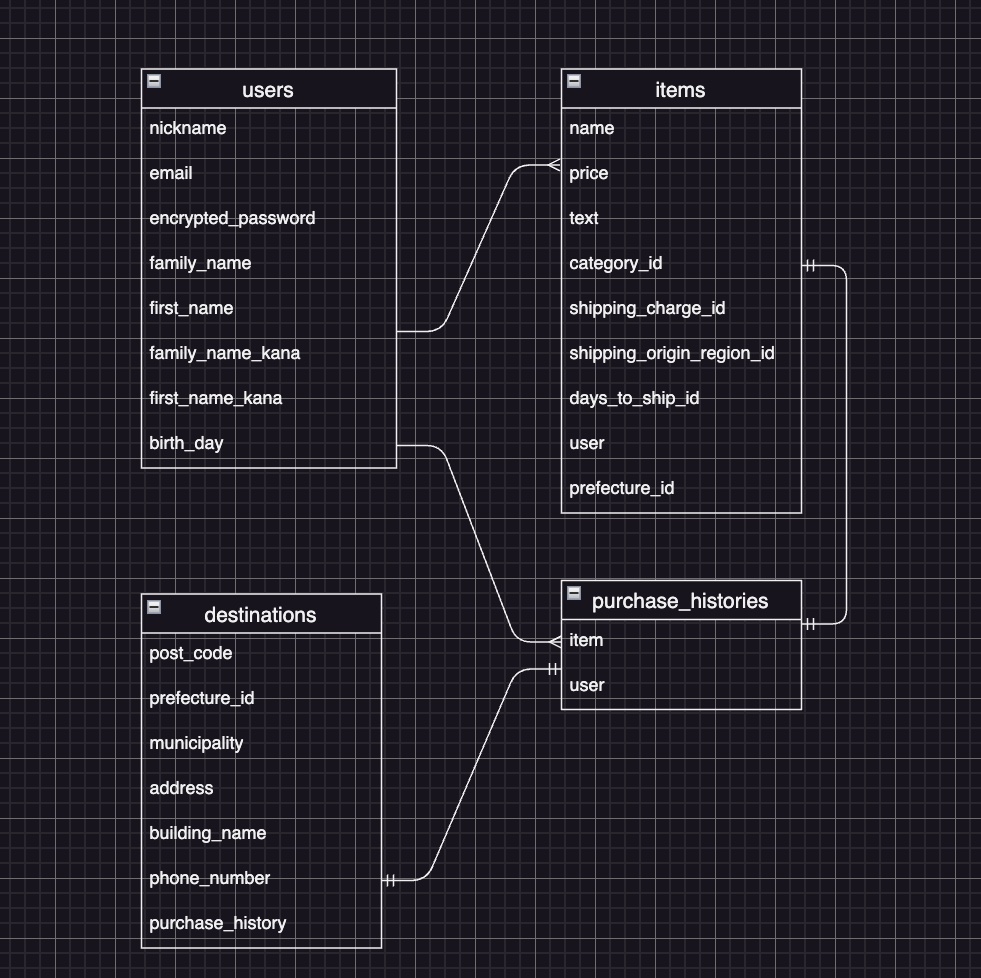 users
nickname
email
encrypted_password
family_name
first_name
family_name_kana
first_name_kana
birth_day
items
name
price
text
category_id
shipping_charge_id
shipping_origin_region_id
days_to_ship_id
user
prefecture_id
destinations
post_code
prefecture_id
municipality
address
building_name
phone_number
purchase_history
purchase_histories
item
user